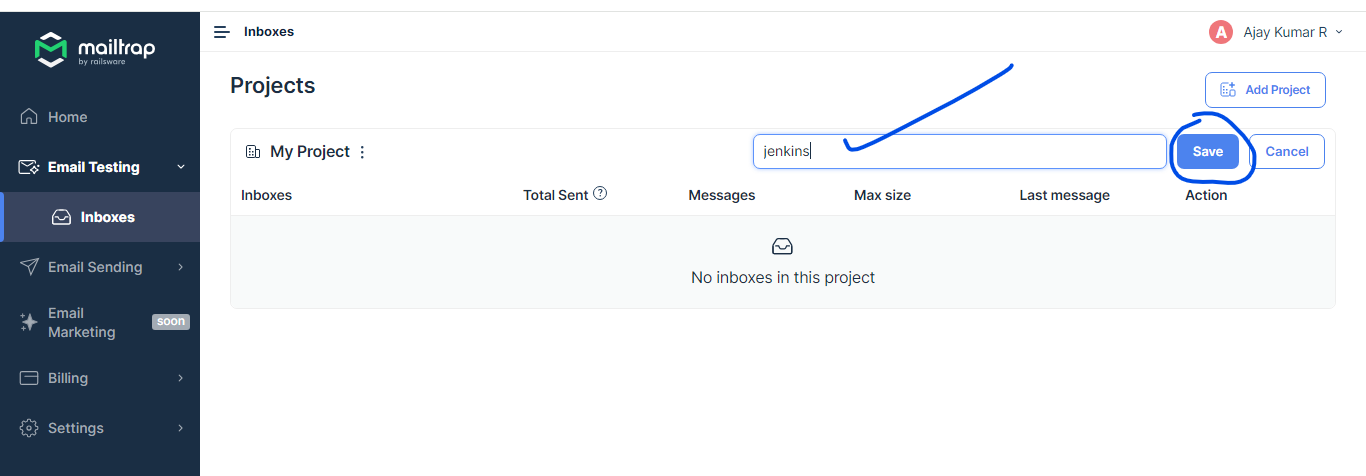 mailtrap
by railsware
Inboxes
A Ajay Kumar R
Projects
Add Project
My Project
jenkins
Save
Cancel
Inboxes Total Sent ? Messages Max size Last message Action
No inboxes in this project
Home
Email Testing
Inboxes
Email Sending
Email
Marketing
soon
Billing
Settings